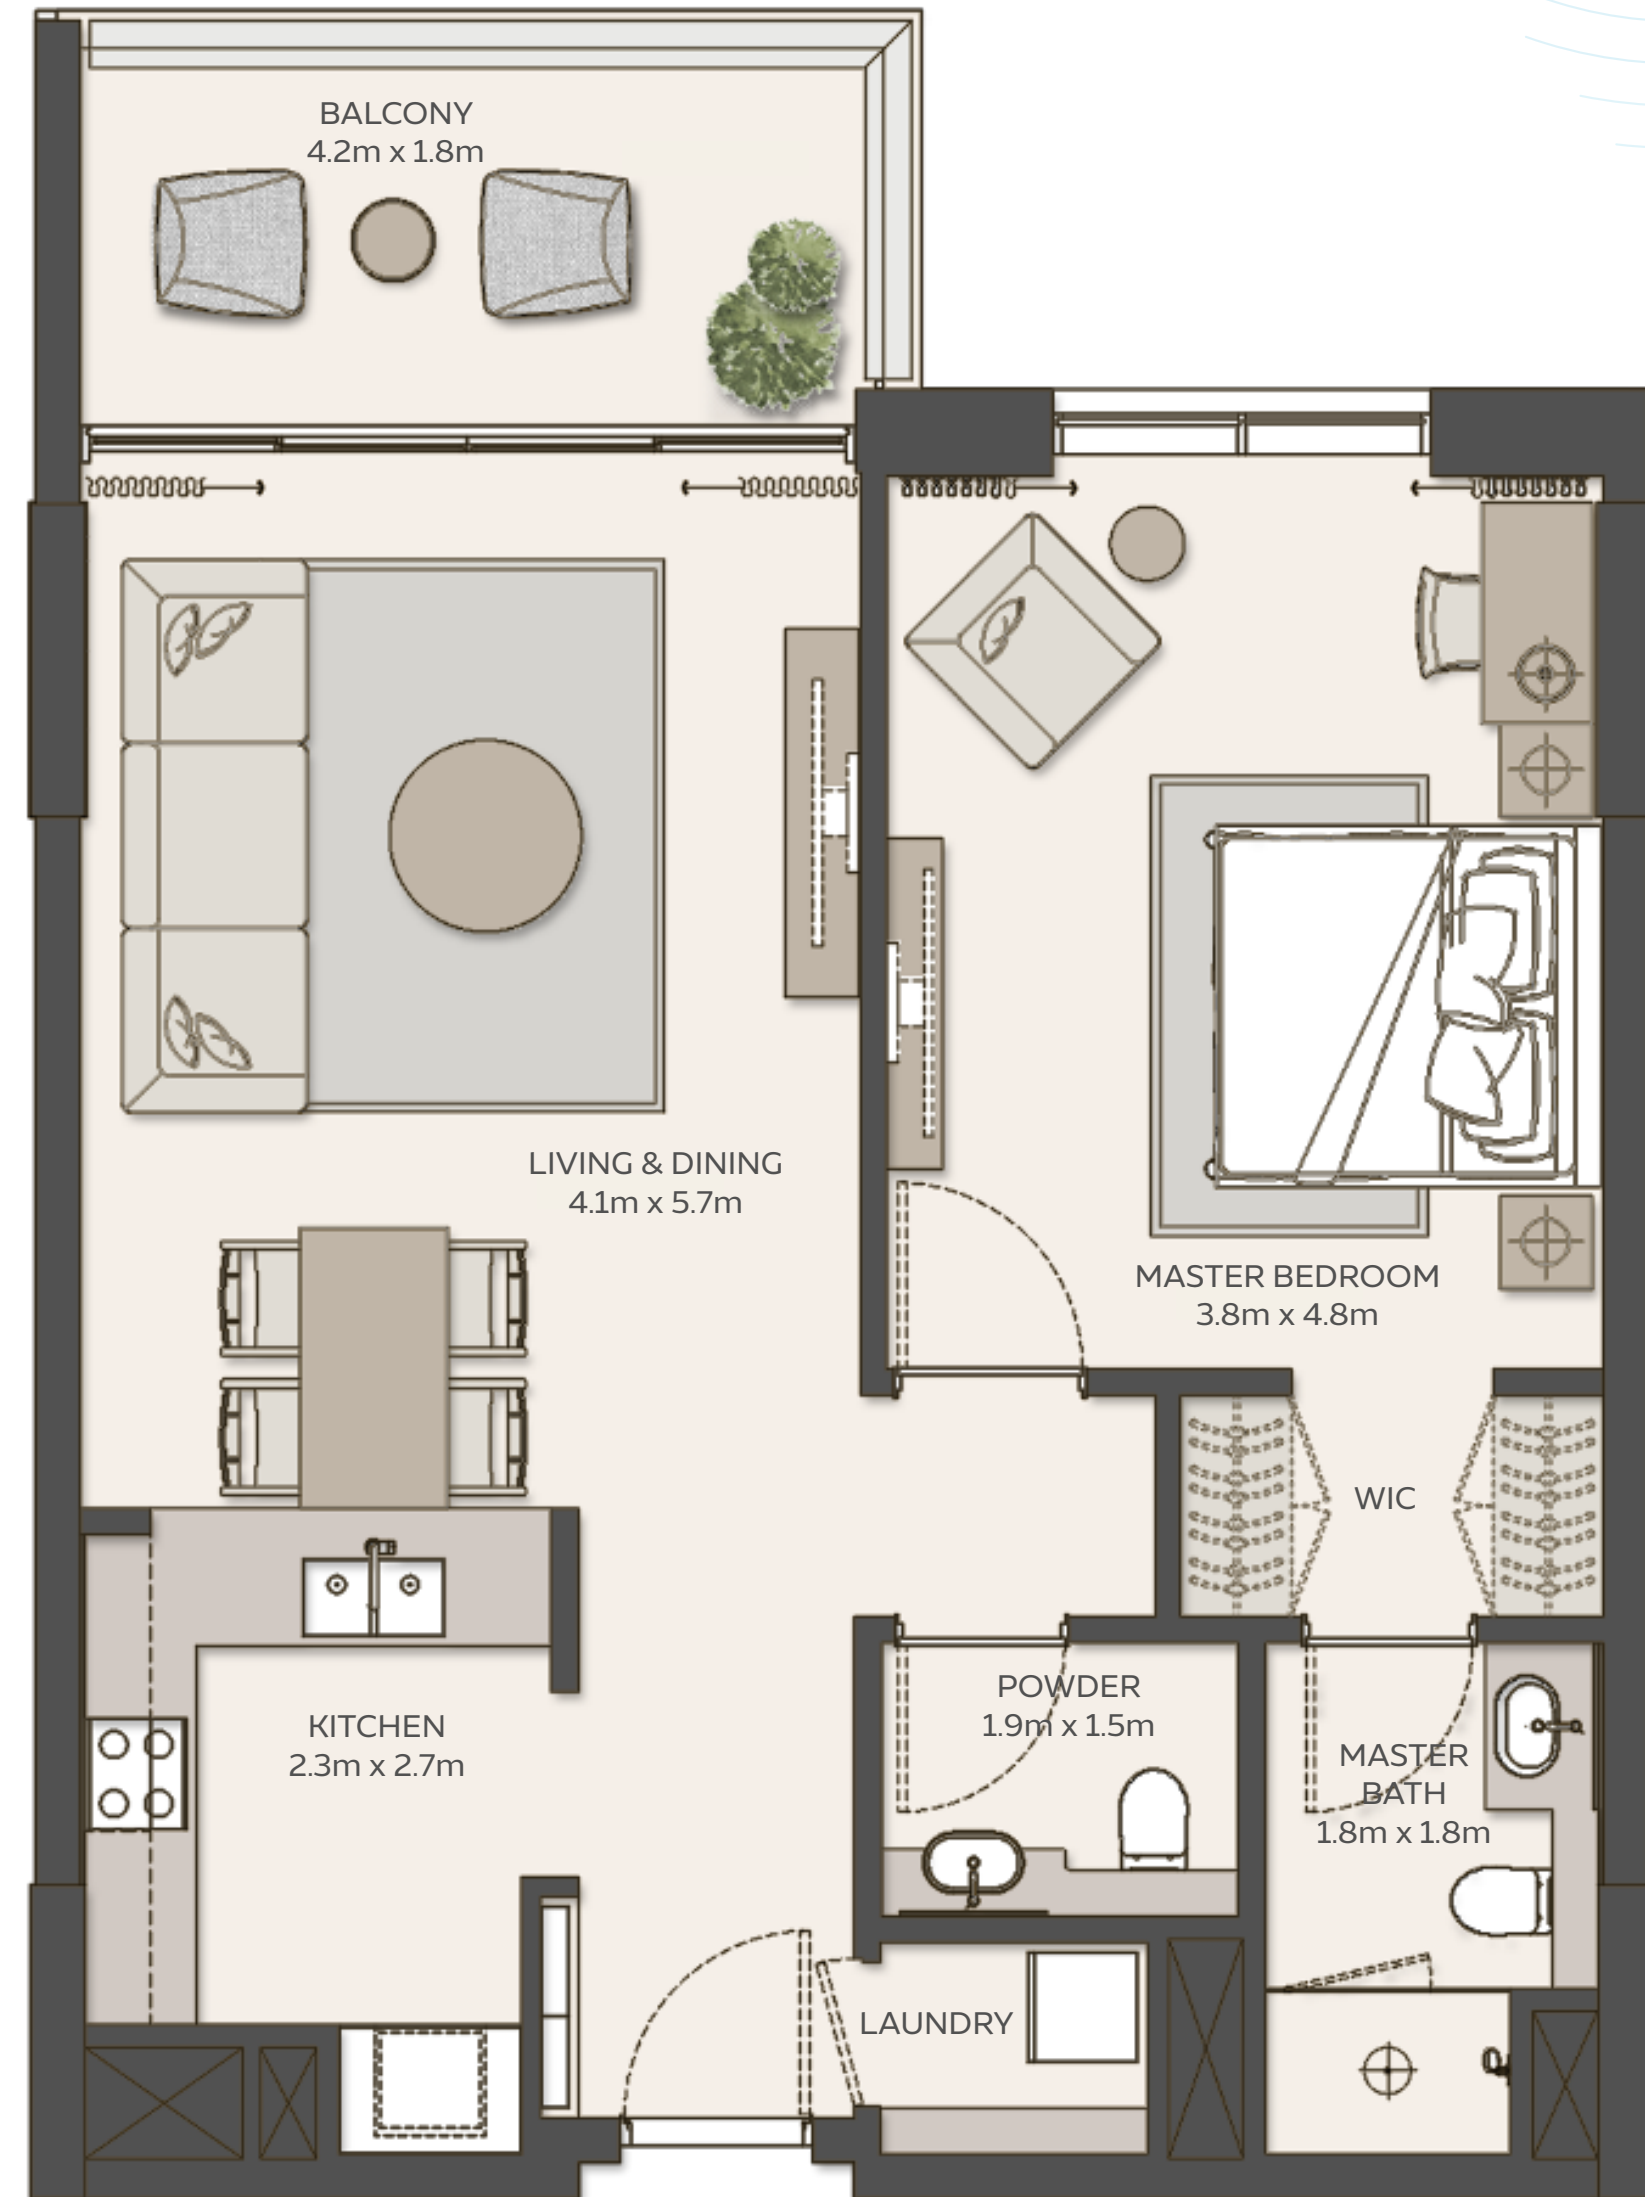 BALCONY
4.2m x 1.8m
LIVING & DINING
4.1m x 5.7m
MASTER BEDROOM
3.8m x 4.8m
WIC
KITCHEN
2.3m x 2.7m
POWDER
1.9m x 1.5m
MASTER
BATH
1.8m x 1.8m
LAUNDRY